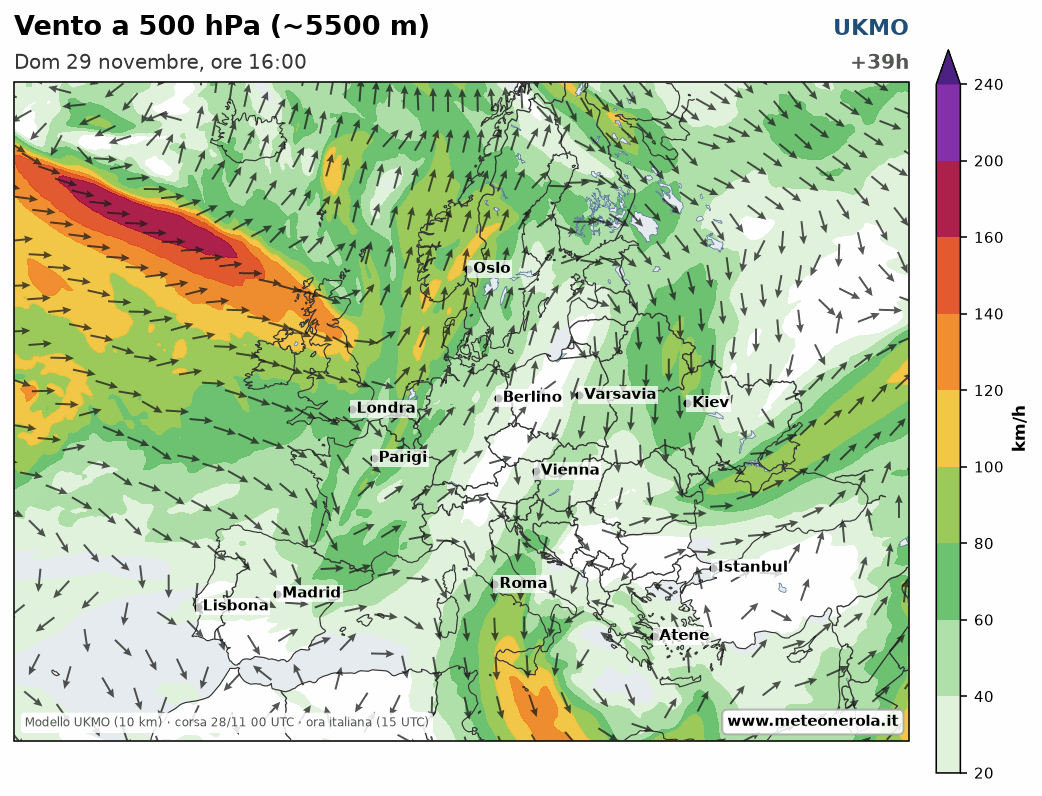 Vento a 500 hPa (~5500 m)
UKMO
Dom 29 novembre, ore 16:00
+39h
240
200
160
140
120
100
80
60
40
20
km/h
Oslo
Berlino
Varsavia
Kiev
Londra
Parigi
Vienna
Istanbul
Roma
Madrid
Lisbona
Atene
Modello UKMO (10 km) · corsa 28/11 00 UTC · ora italiana (15 UTC)
www.meteonerola.it